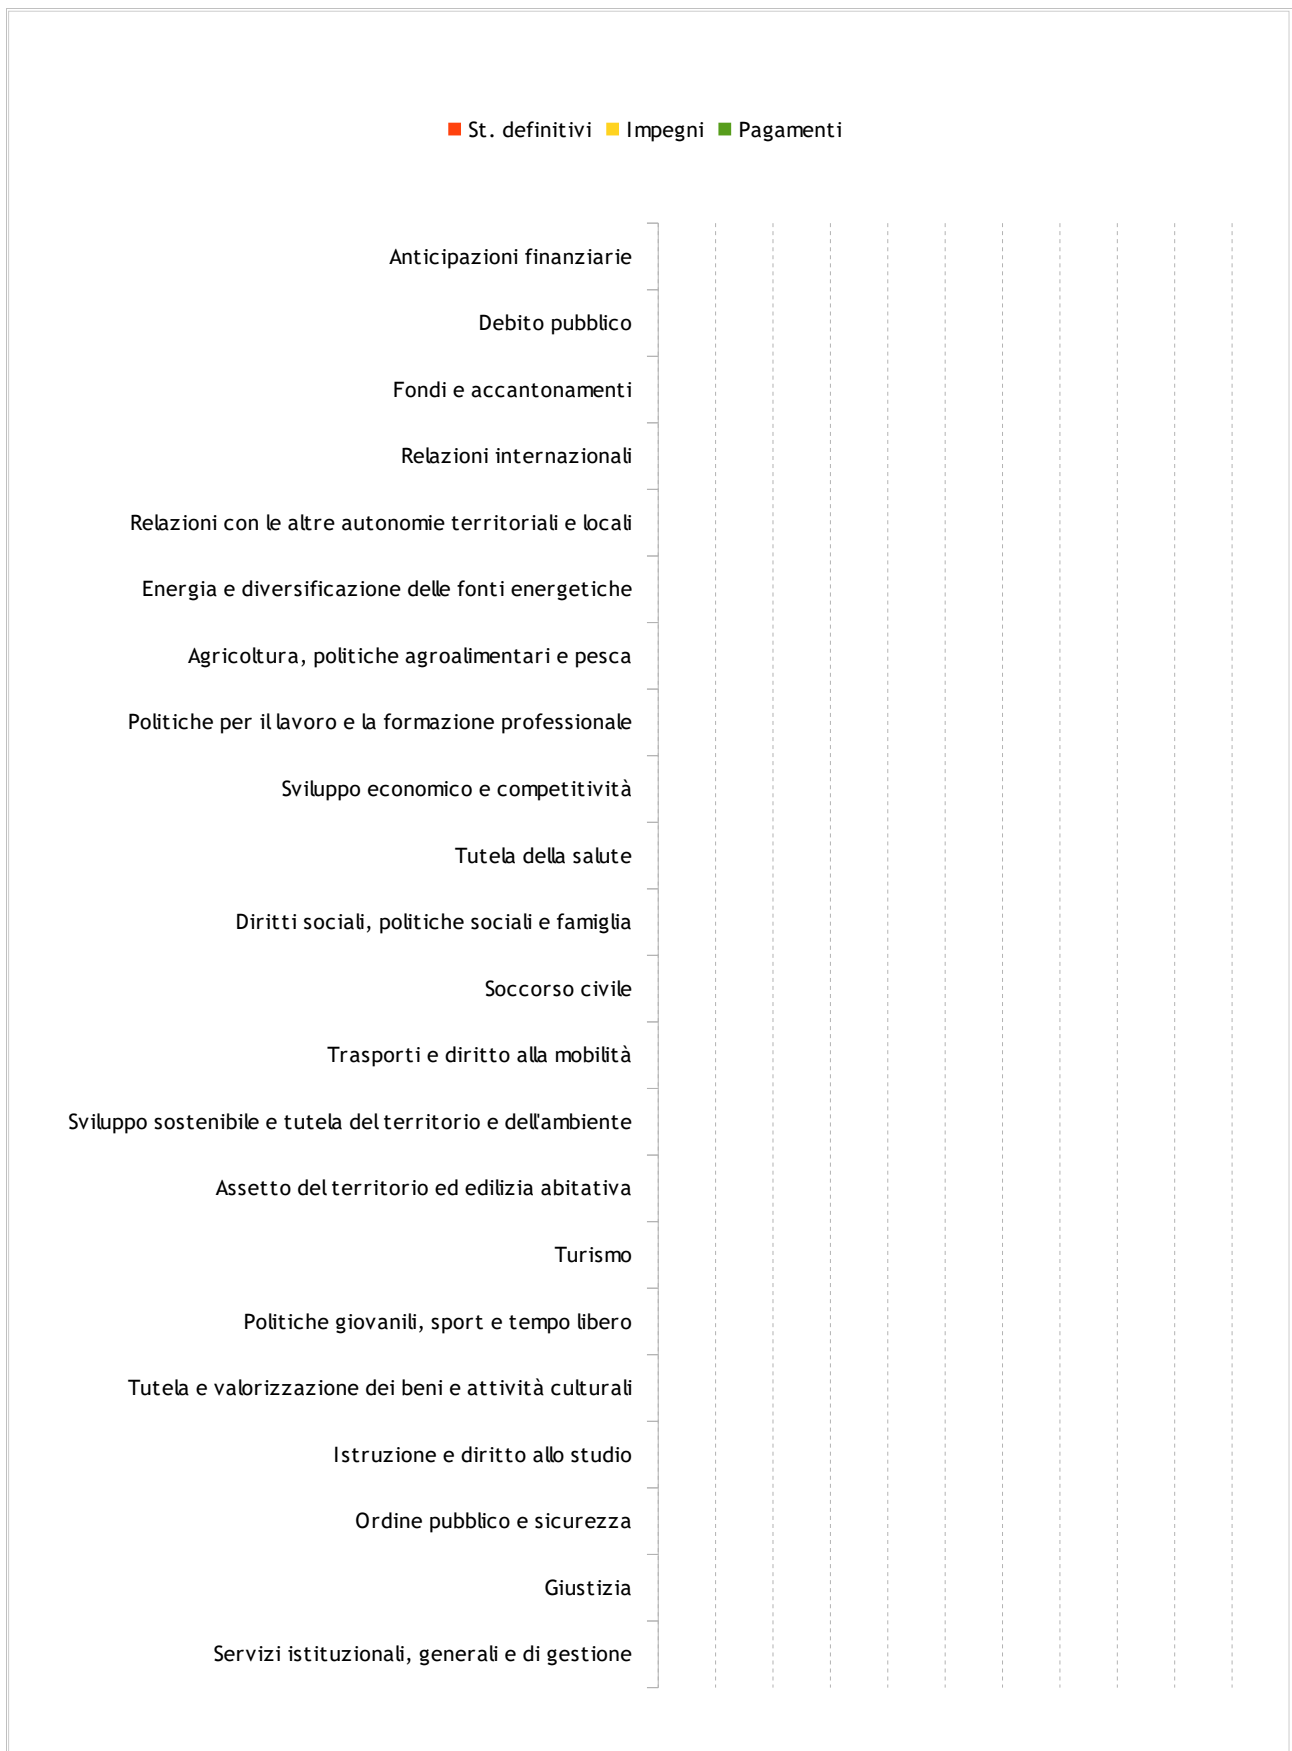 St. definitivi Impegni Pagamenti
Anticipazioni finanziarie
Debito pubblico
Fondi e accantonamenti
Relazioni internazionali
Relazioni con le altre autonomie territoriali e locali
Energia e diversificazione delle fonti energetiche
Agricoltura, politiche agroalimentari e pesca
Politiche per il lavoro e la formazione professionale
Sviluppo economico e competitività
Tutela della salute
Diritti sociali, politiche sociali e famiglia
Soccorso civile
Trasporti e diritto alla mobilità
Sviluppo sostenibile e tutela del territorio e dell'ambiente
Assetto del territorio ed edilizia abitativa
Turismo
Politiche giovanili, sport e tempo libero
Tutela e valorizzazione dei beni e attività culturali
Istruzione e diritto allo studio
Ordine pubblico e sicurezza
Giustizia
Servizi istituzionali, generali e di gestione